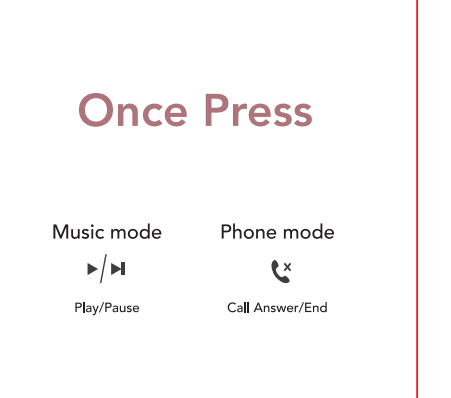 Once Press
Music mode
Phone mode
Play/Pause
Call Answer/End